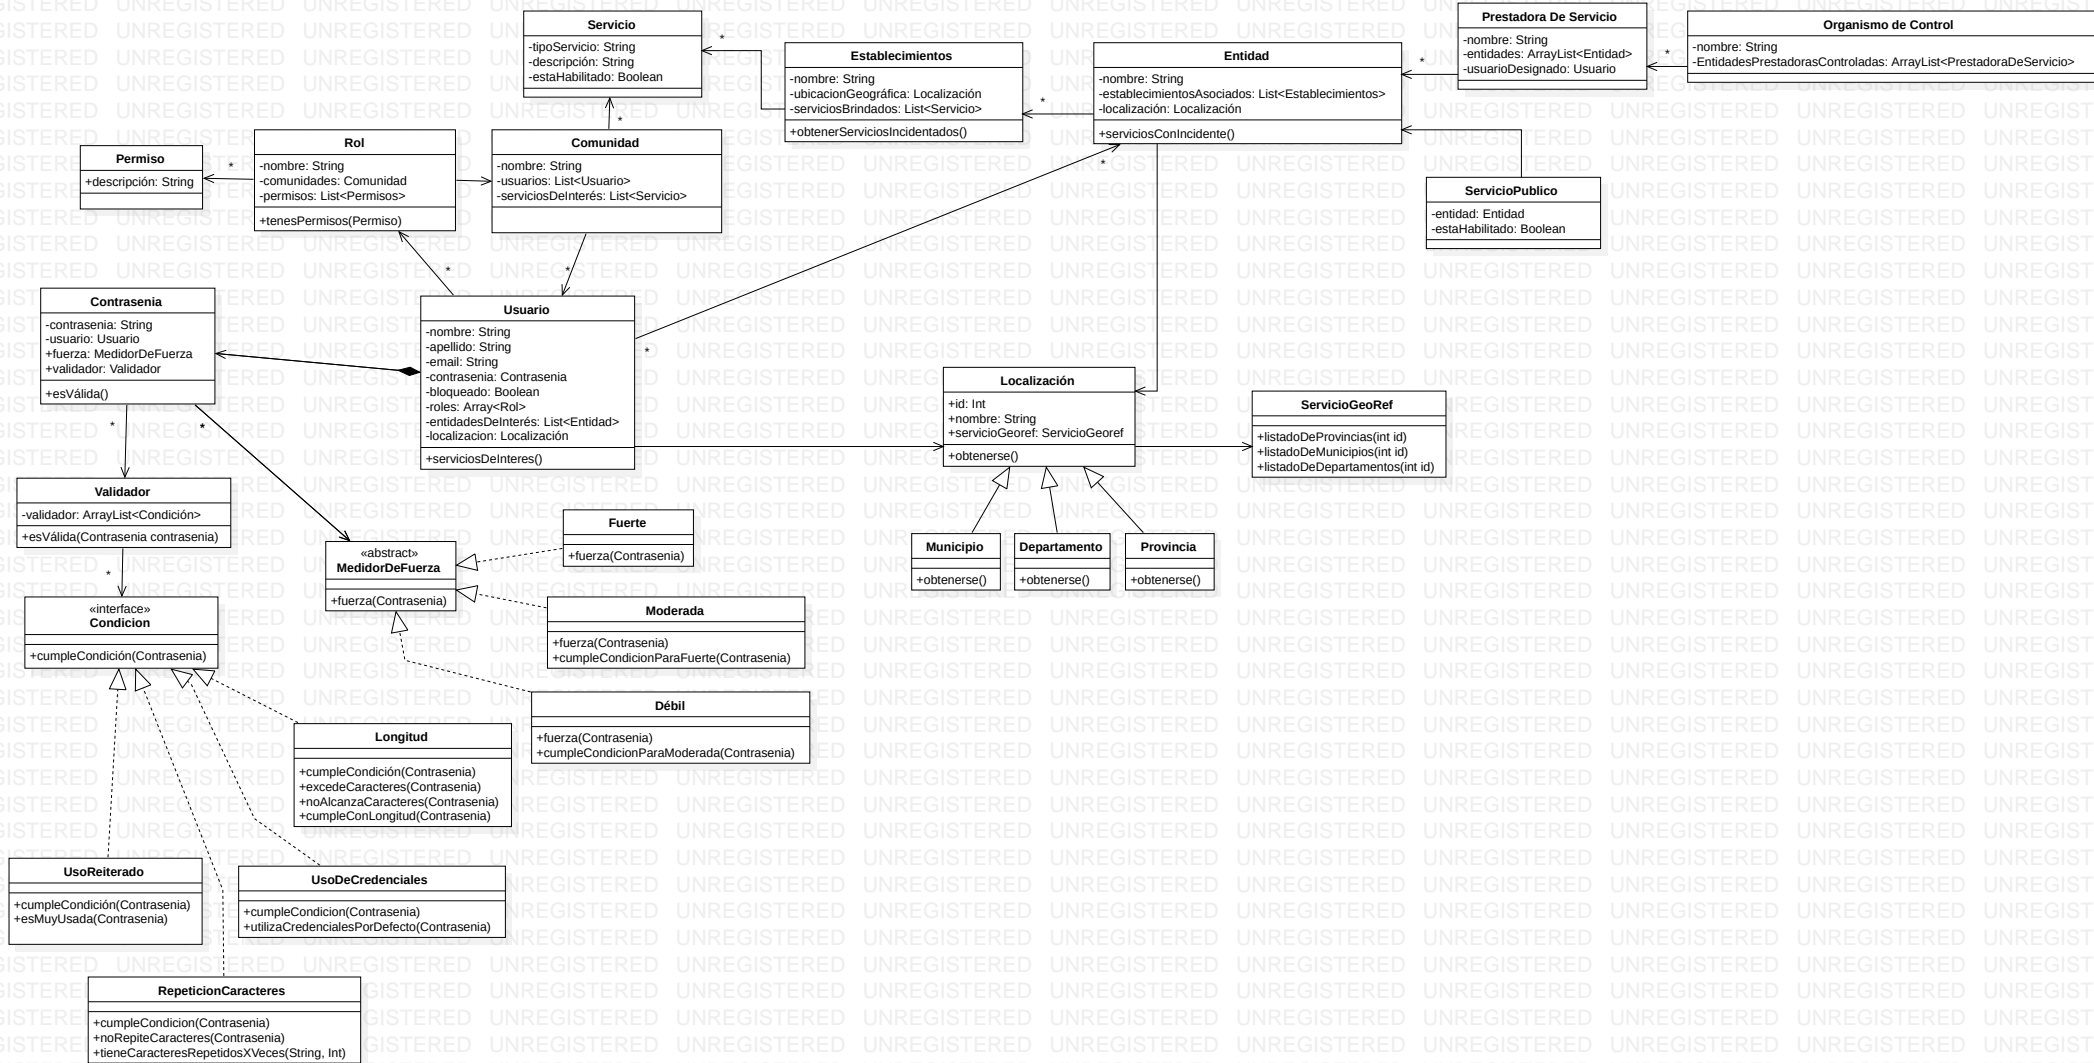 Servicio
-tipoServicio: String
-descripción: String
-estaHabilitado: Boolean
*
*
Establecimientos
-nombre: String
-ubicacionGeográfica: Localización
-serviciosBrindados: List<Servicio>
+obtenerServiciosIncidentados()
*
Entidad
-nombre: String
-establecimientosAsociados: List<Establecimientos>
-localización: Localización
+serviciosConIncidente()
*
*
Prestadora De Servicio
-nombre: String
-entidades: ArrayList<Entidad>
-usuarioDesignado: Usuario
*
Organismo de Control
-nombre: String
-EntidadesPrestadorasControladas: ArrayList<PrestadoraDeServicio>
Permiso
+descripción: String
*
Rol
-nombre: String
-comunidades: Comunidad
-permisos: List<Permisos>
+tenesPermisos(Permiso)
Comunidad
-nombre: String
-usuarios: List<Usuario>
-serviciosDeInterés: List<Servicio>
ServicioPublico
-entidad: Entidad
-estaHabilitado: Boolean
*
*
Contrasenia
-contrasenia: String
-usuario: Usuario
+fuerza: MedidorDeFuerza
+validador: Validador
+esVálida()
*
*
Usuario
-nombre: String
-apellido: String
-email: String
-contrasenia: Contrasenia
-bloqueado: Boolean
-roles: Array<Rol>
-entidadesDeInterés: List<Entidad>
-localizacion: Localización
+serviciosDeInteres()
*
Localización
+id: Int
+nombre: String
+servicioGeoref: ServicioGeoref
+obtenerse()
ServicioGeoRef
+listadoDeProvincias(int id)
+listadoDeMunicipios(int id)
+listadoDeDepartamentos(int id)
Validador
-validador: ArrayList<Condición>
+esVálida(Contrasenia contrasenia)
*
«abstract»
MedidorDeFuerza
+fuerza(Contrasenia)
Fuerte
+fuerza(Contrasenia)
Municipio
+obtenerse()
Departamento
+obtenerse()
Provincia
+obtenerse()
«interface»
Condicion
+cumpleCondición(Contrasenia)
Moderada
+fuerza(Contrasenia)
+cumpleCondicionParaFuerte(Contrasenia)
Débil
+fuerza(Contrasenia)
+cumpleCondicionParaModerada(Contrasenia)
Longitud
+cumpleCondición(Contrasenia)
+excedeCaracteres(Contrasenia)
+noAlcanzaCaracteres(Contrasenia)
+cumpleConLongitud(Contrasenia)
UsoReiterado
+cumpleCondición(Contrasenia)
+esMuyUsada(Contrasenia)
UsoDeCredenciales
+cumpleCondicion(Contrasenia)
+utilizaCredencialesPorDefecto(Contrasenia)
RepeticionCaracteres
+cumpleCondicion(Contrasenia)
+noRepiteCaracteres(Contrasenia)
+tieneCaracteresRepetidosXVeces(String, Int)
UNREGISTERED